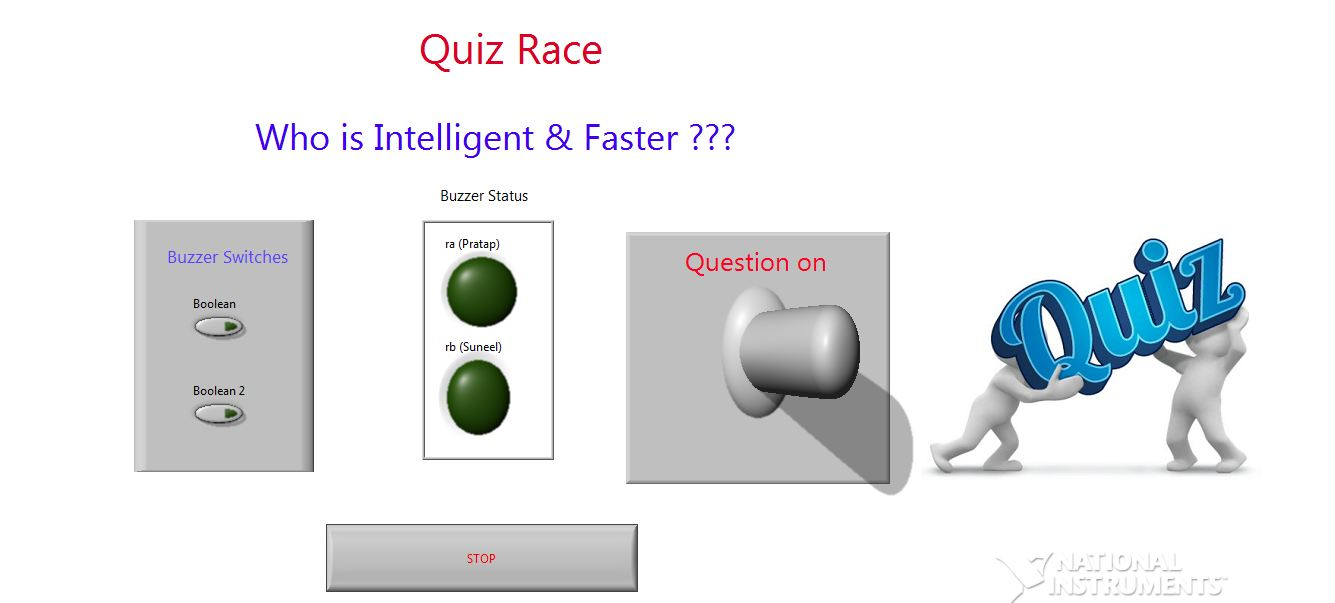 Quiz Race
Who is Intelligent & Faster ???
Buzzer Status
Buzzer Switches
Boolean
Boolean 2
ra (Pratap)
rb (Suneel)
Question on
Quiz
STOP
NATIONAL
INSTRUMENTS™